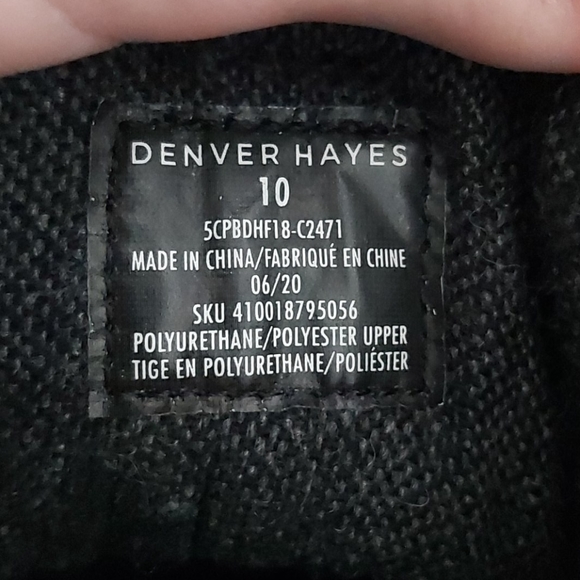 DENVER HAYES
10
5CPBDHF18-C2471
MADE IN CHINA/FABRIQUÉ EN CHINE
06/20
SKU 410018795056
POLYURETHANE/POLYESTER UPPER
TIGE EN POLYURETHANE/POLIÉSTER